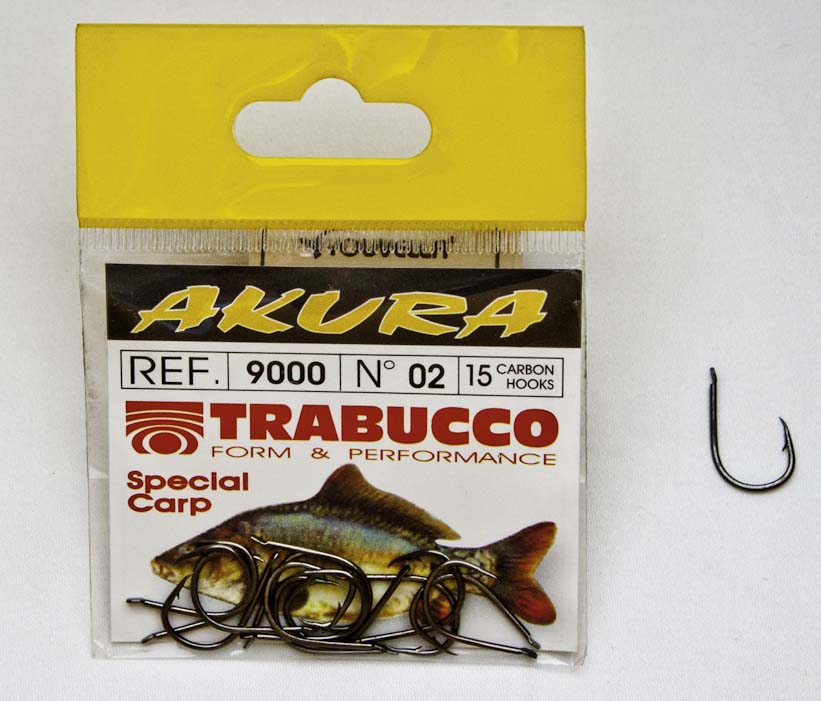 AKURA
REF. 9000 N° 02 15 CARBON HOOKS
TRABUCCO
FORM & PERFORMANCE
Special
Carp